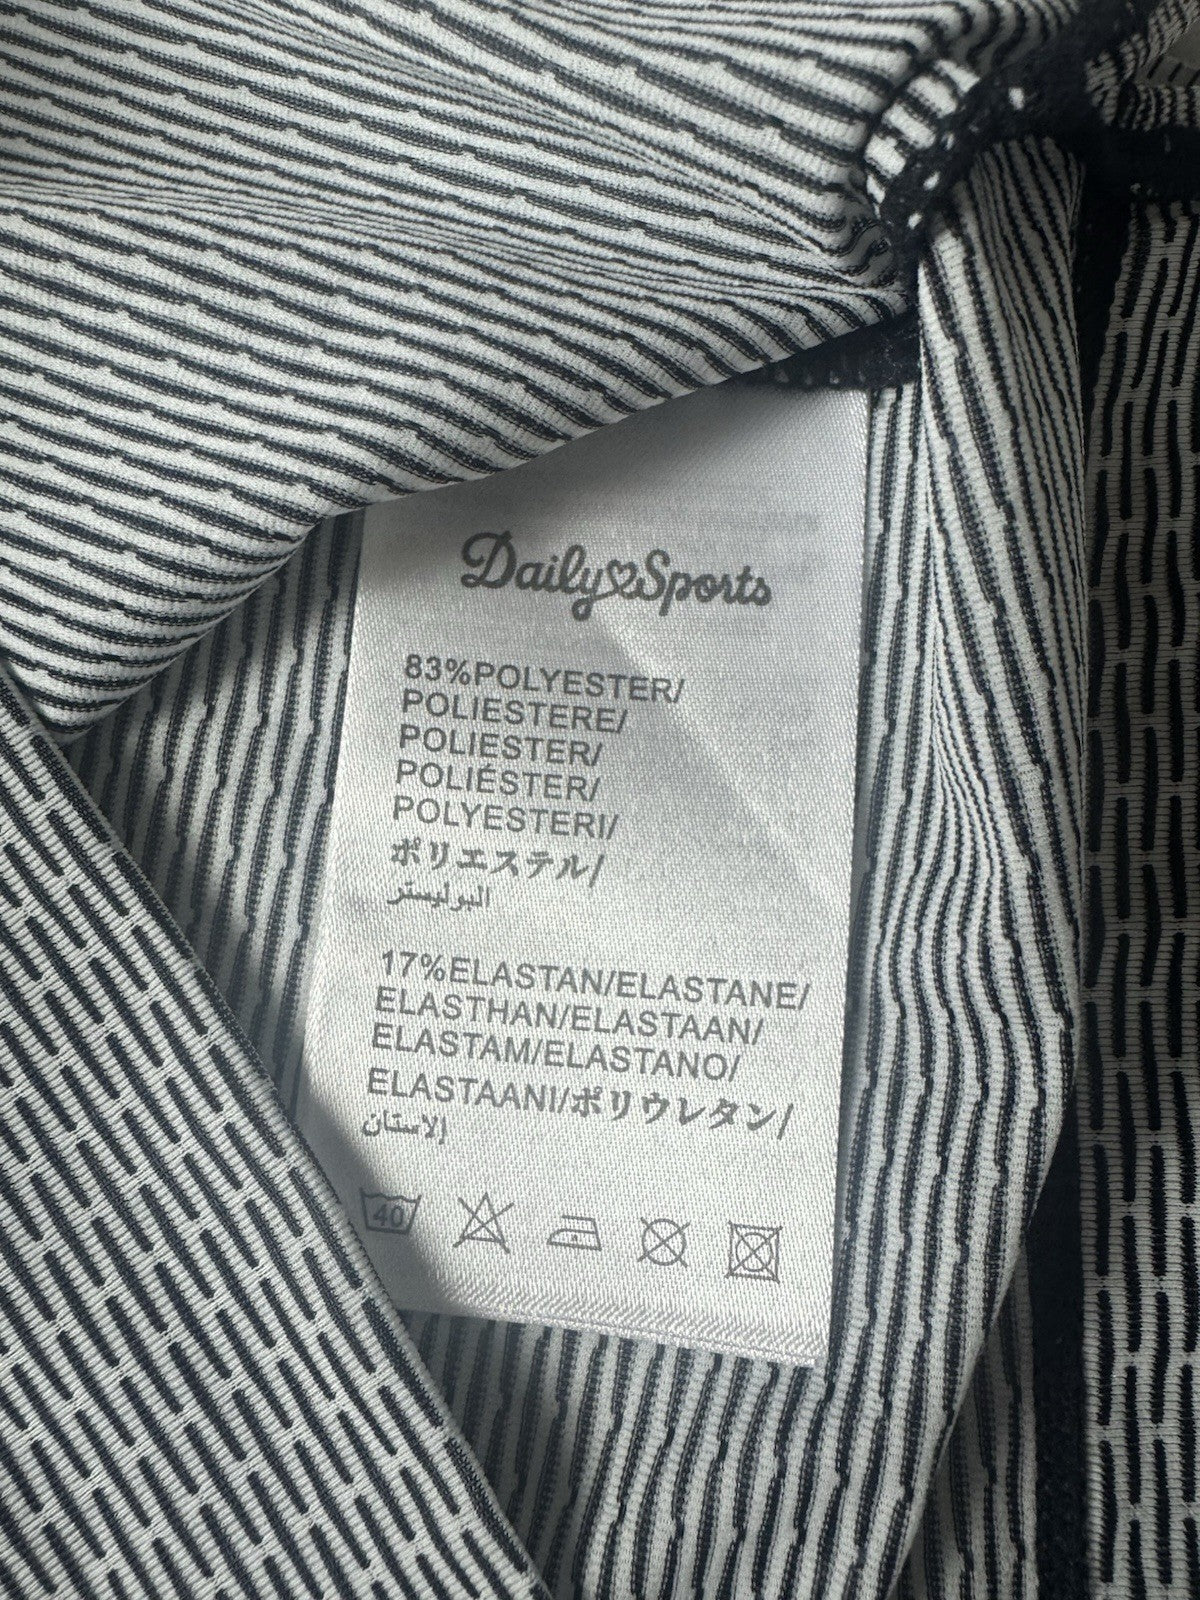 Daily Sports
83%POLYESTER/
POLIESTERE/
POLIESTER/
POLIÉSTER/
POLYESTERI/
ポリエステル/
البوليستر
17%ELASTAN/ELASTANE/
ELASTHAN/ELASTAAN/
ELASTAM/ELASTANO/
ELASTAANI/ポリウレタン/
الاستان
40